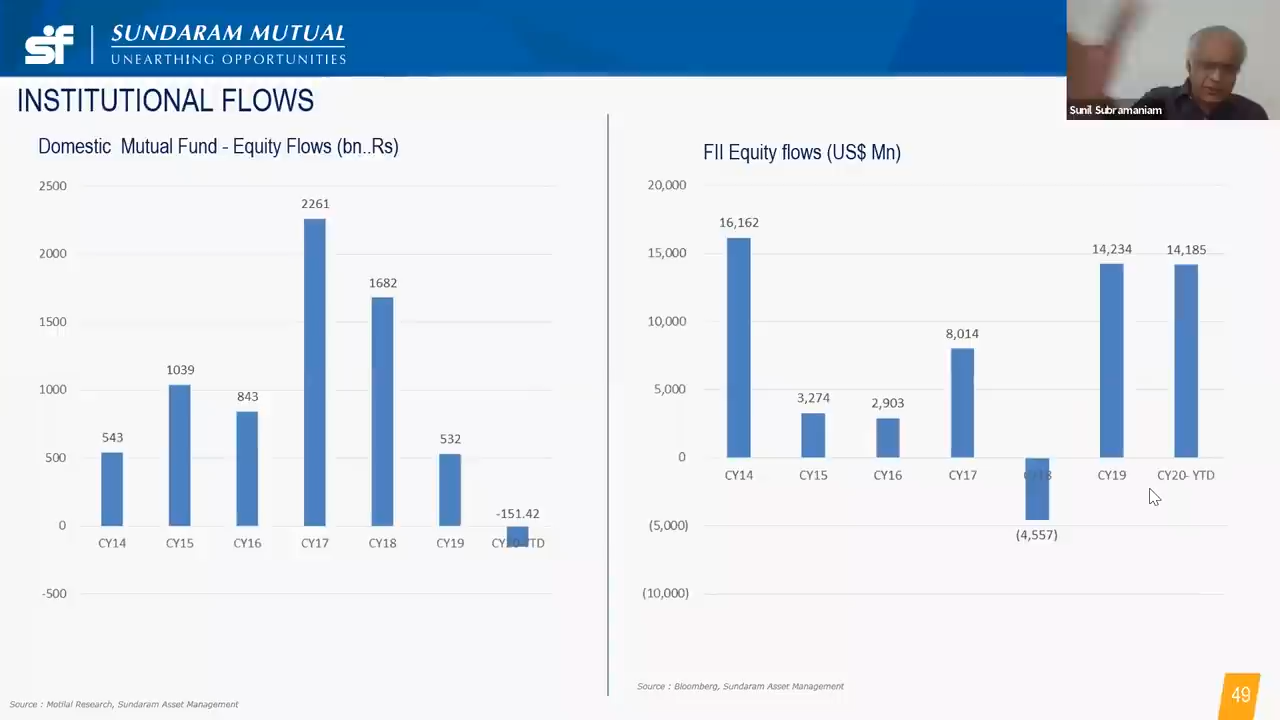 sf
SUNDARAM MUTUAL
UNEARTHING OPPORTUNITIES
Sunil Subramaniam
INSTITUTIONAL FLOWS
Domestic Mutual Fund - Equity Flows (bn..Rs)
2500
2000
1500
1000
500
0
-500
543
1039
843
2261
1682
532
-151.42
CY14
CY15
CY16
CY17
CY18
CY19
CY20-YTD
Source : Motilal Research, Sundaram Asset Management
FII Equity flows (US$ Mn)
20,000
15,000
10,000
5,000
0
(5,000)
(10,000)
16,162
3,274
2,903
8,014
(4,557)
14,234
14,185
CY14
CY15
CY16
CY17
CY18
CY19
CY20- YTD
Source : Bloomberg, Sundaram Asset Management
49